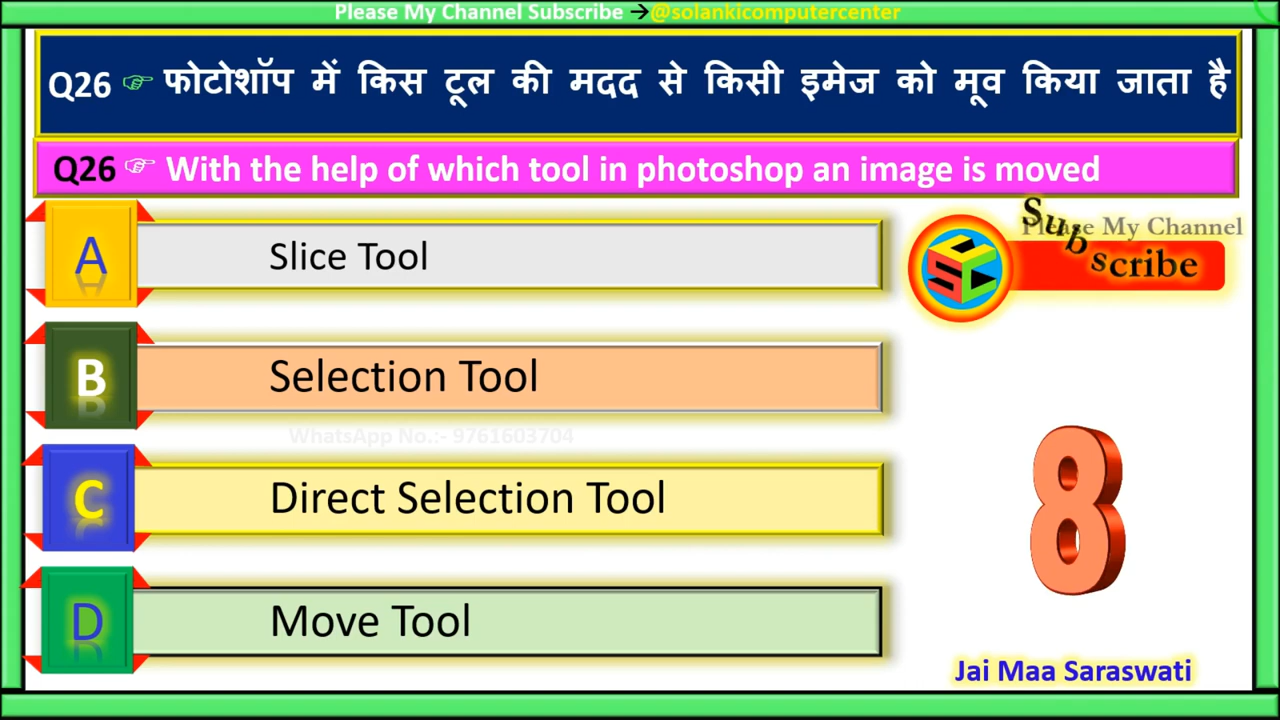 Please My Channel Subscribe →@solankicomputercenter
Q26 ☞ फोटोशॉप में किस टूल की मदद से किसी इमेज को मूव किया जाता है
Q26 ☞ With the help of which tool in photoshop an image is moved
A Slice Tool
Please My Channel
Subscribe
SCC
B Selection Tool
WhatsApp No.:- 9761603704
C Direct Selection Tool
8
D Move Tool
Jai Maa Saraswati